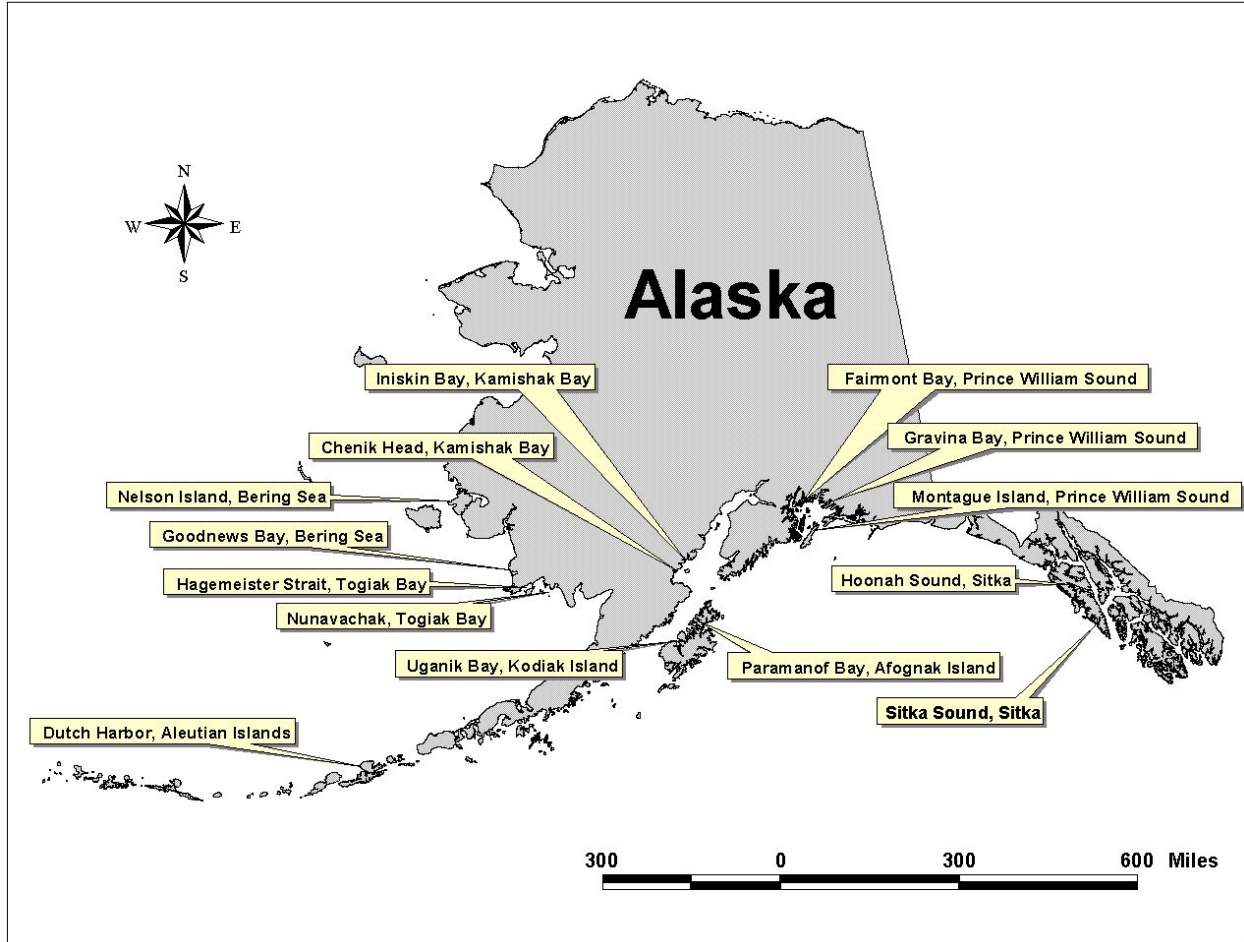 N
W
E
S
Alaska
Iniskin Bay, Kamishak Bay
Fairmont Bay, Prince William Sound
Chenik Head, Kamishak Bay
Gravina Bay, Prince William Sound
Nelson Island, Bering Sea
Montague Island, Prince William Sound
Goodnews Bay, Bering Sea
Hagemeister Strait, Togiak Bay
Hoonah Sound, Sitka
Nunavachak, Togiak Bay
Uganik Bay, Kodiak Island
Paramanof Bay, Afognak Island
Sitka Sound, Sitka
Dutch Harbor, Aleutian Islands
300 0 300 600 Miles